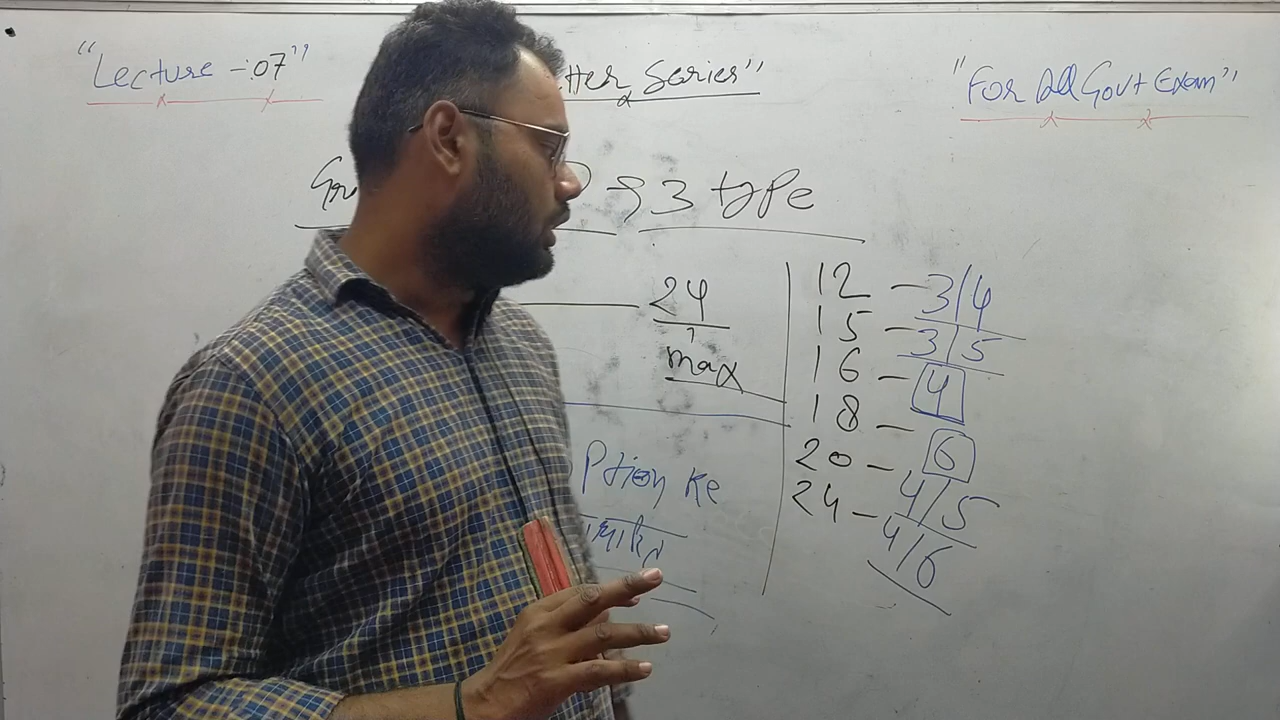 "Lecture - 07"
Series"
"For All Govt Exam"
3 type
24
max
12 - 3/4
15 - 3/5
16 - 4
18 - 6
20 - 4/5
24 - 4/6
ption ke